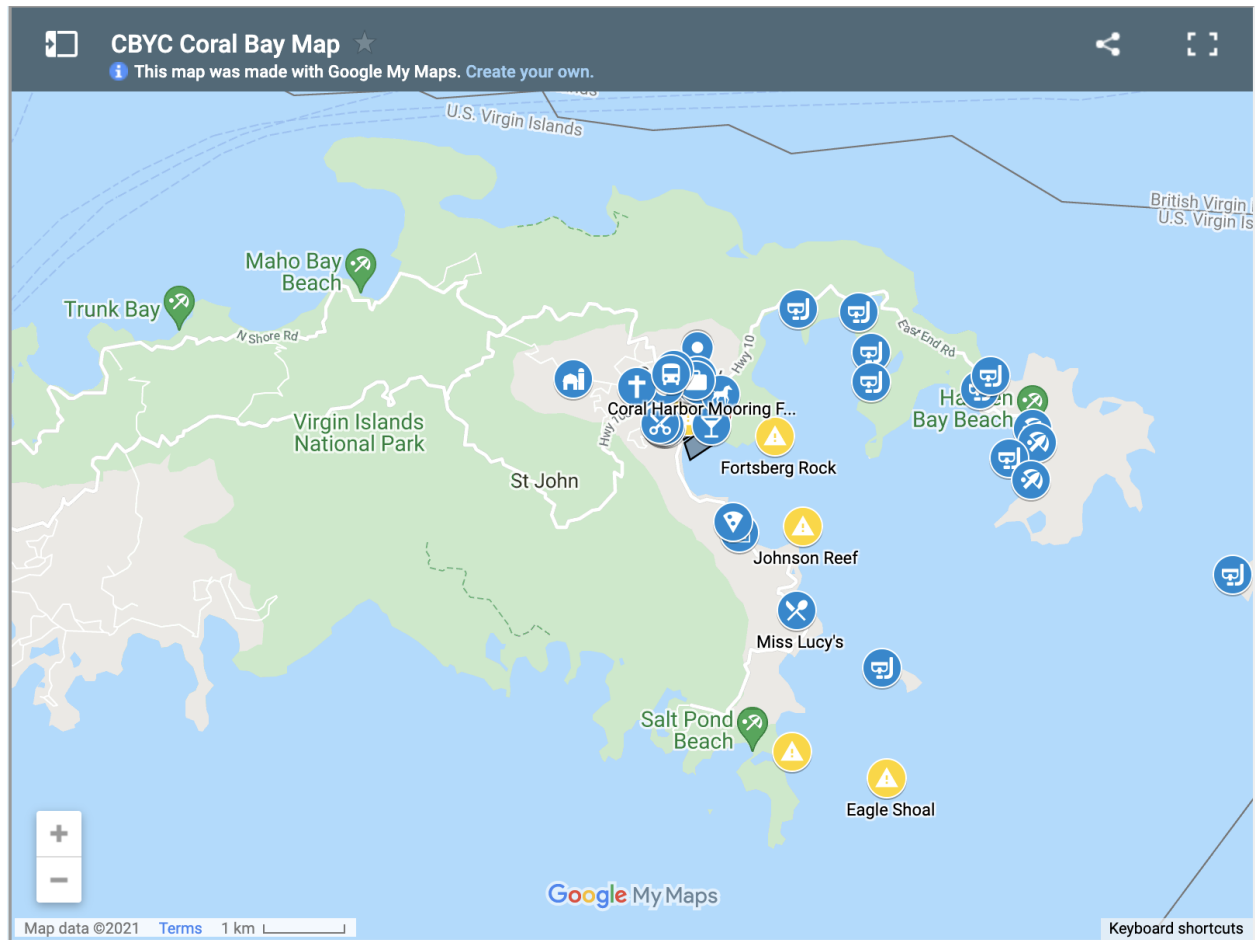 CBYC Coral Bay Map
This map was made with Google My Maps. Create your own.
U.S. Virgin Islands
British Virgin
U.S. Virgin Is
Maho Bay
Beach
Trunk Bay
N Shore Rd
Hwy 10
East End Rd
Coral Harbor Mooring F...
Bay Beach
Virgin Islands
National Park
Fortsberg Rock
St John
Johnson Reef
Miss Lucy's
Salt Pond
Beach
Eagle Shoal
Google My Maps
Map data ©2021 Terms 1 km
Keyboard shortcuts